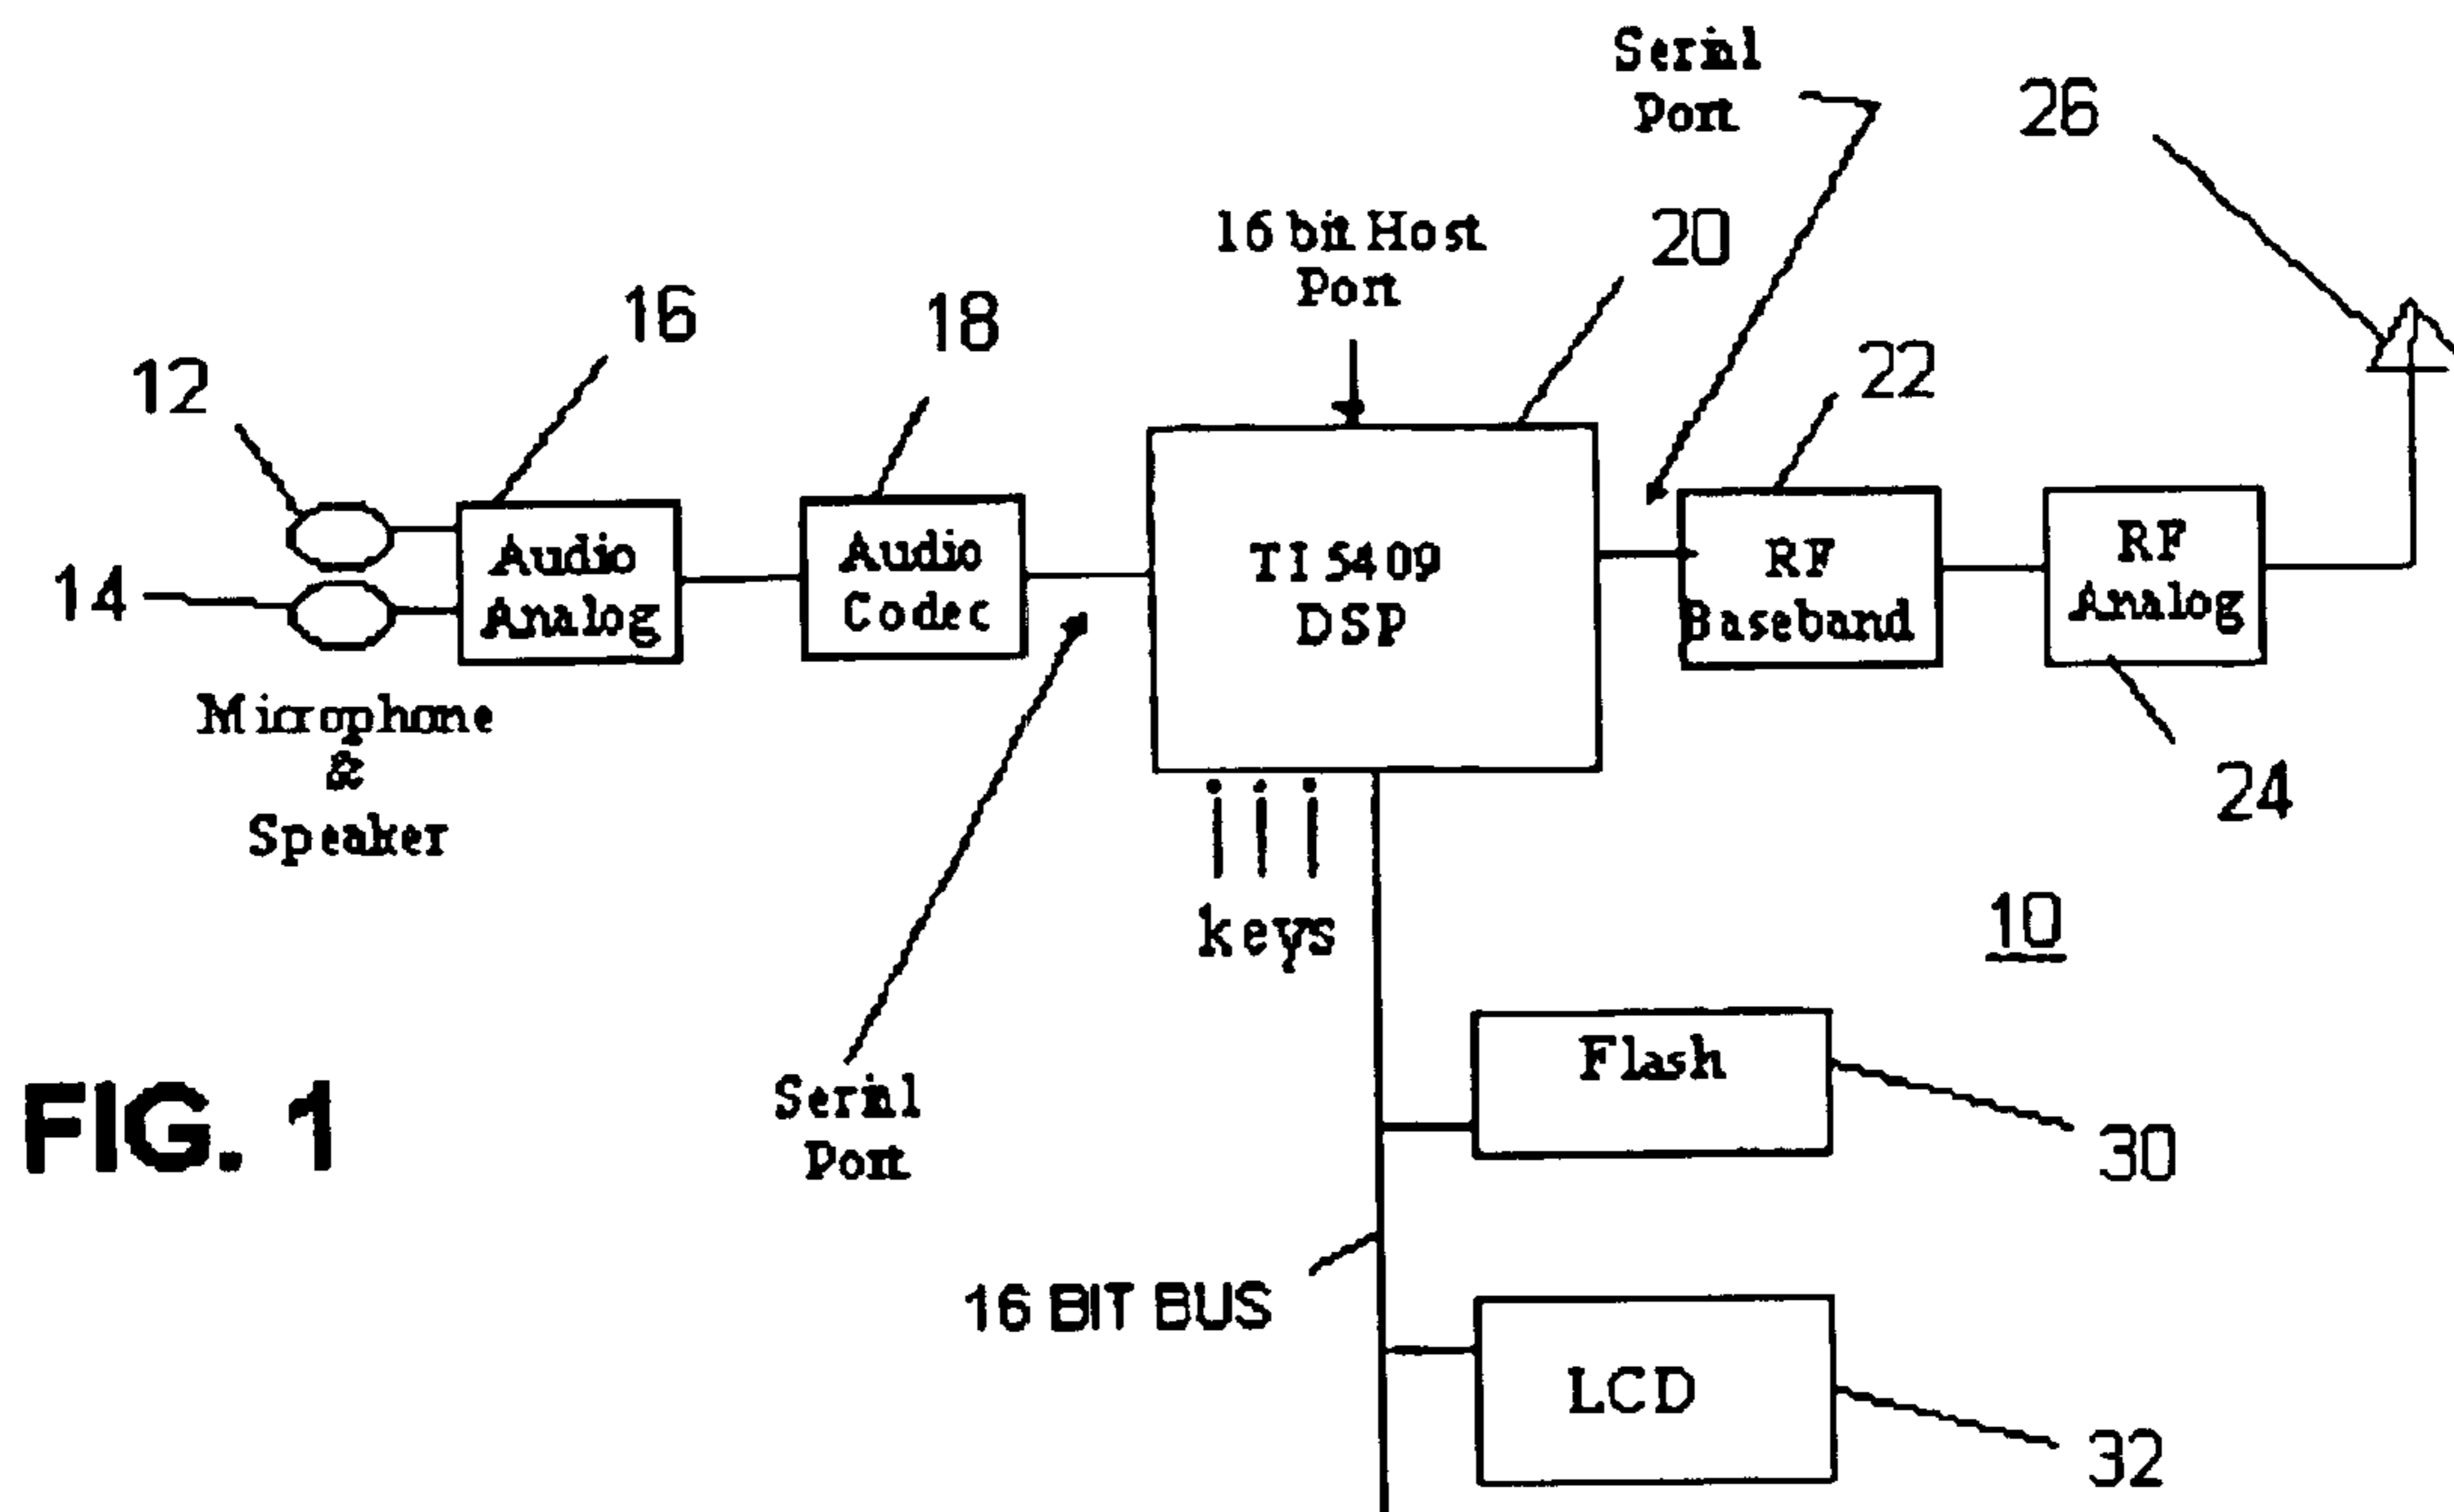 Serial
Port
26
16 bit Host
Port
20
16
18
22
12
14
Audio
Analog
Audio
Codec
TI 5409
DSP
RF
Baseband
RF
Analog
Microphone
&
Speaker
24
keys
10
Flash
30
Serial
Port
FIG. 1
16 BIT BUS
LCD
32